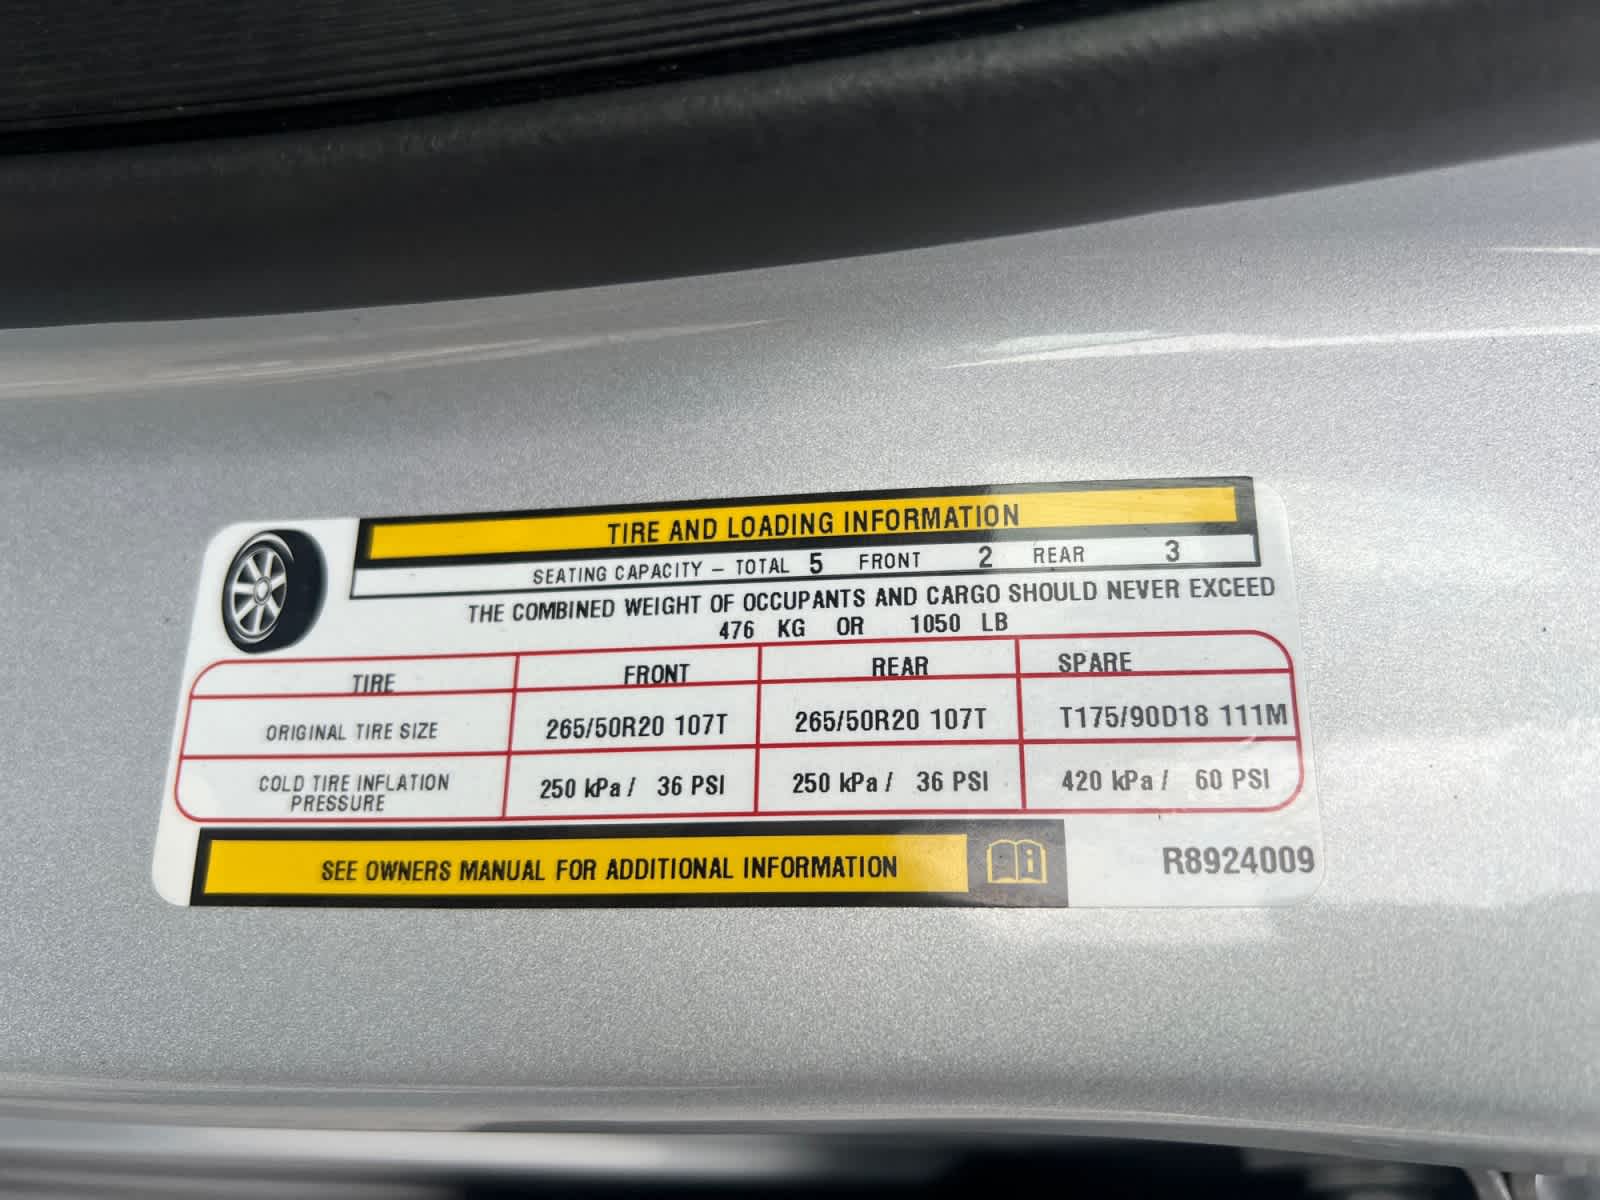 TIRE AND LOADING INFORMATION
SEATING CAPACITY – TOTAL 5 FRONT 2 REAR 3
THE COMBINED WEIGHT OF OCCUPANTS AND CARGO SHOULD NEVER EXCEED
476 KG OR 1050 LB
TIRE FRONT REAR SPARE
ORIGINAL TIRE SIZE 265/50R20 107T 265/50R20 107T T175/90D18 111M
COLD TIRE INFLATION
PRESSURE 250 kPa / 36 PSI 250 kPa / 36 PSI 420 kPa / 60 PSI
SEE OWNERS MANUAL FOR ADDITIONAL INFORMATION
R8924009